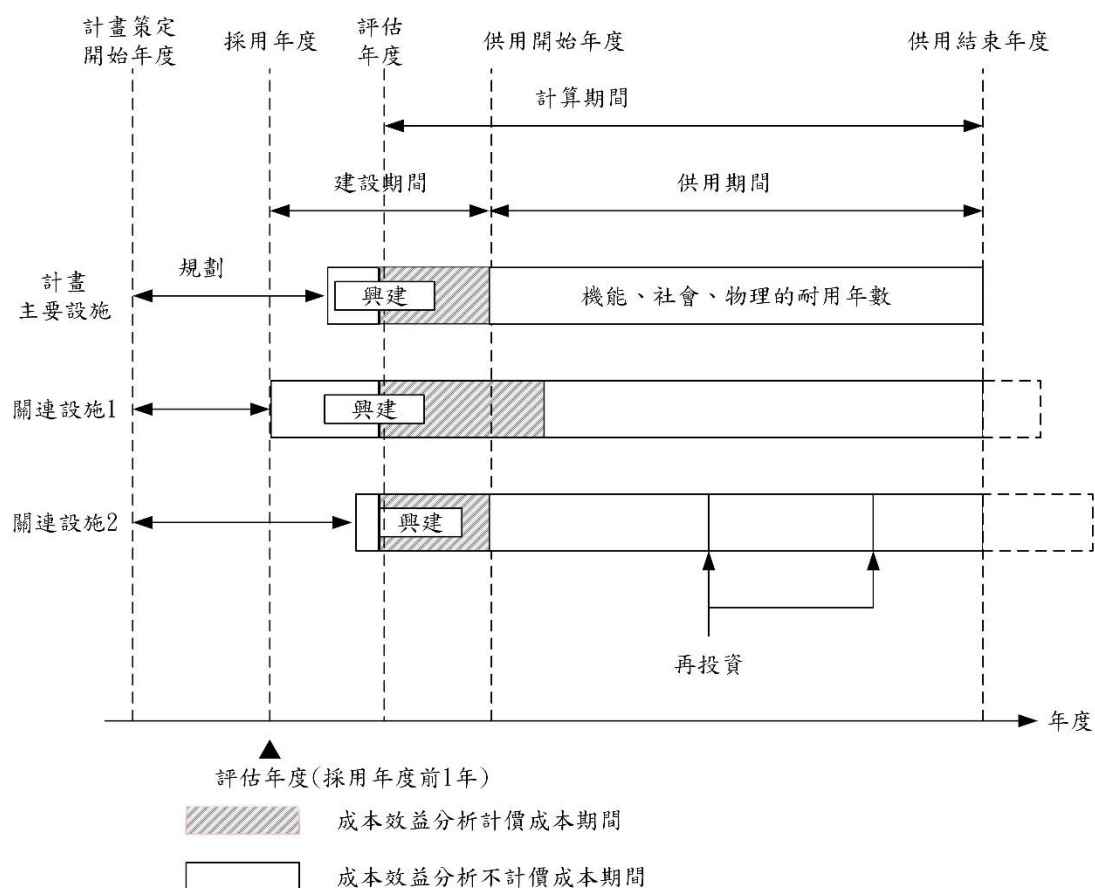 計畫策定
開始年度
採用年度
評估
年度
供用開始年度
供用結束年度
計算期間
建設期間
供用期間
計畫
主要設施
規劃
興建
機能、社會、物理的耐用年數
關連設施1
興建
關連設施2
興建
再投資
年度
評估年度(採用年度前1年)
成本效益分析計價成本期間
成本效益分析不計價成本期間